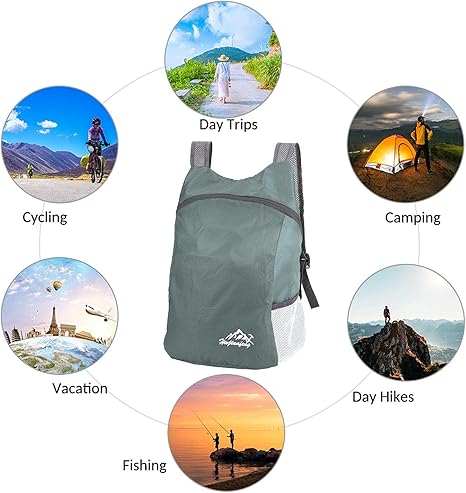 Day Trips
Cycling
Camping
Vacation
Day Hikes
Fishing